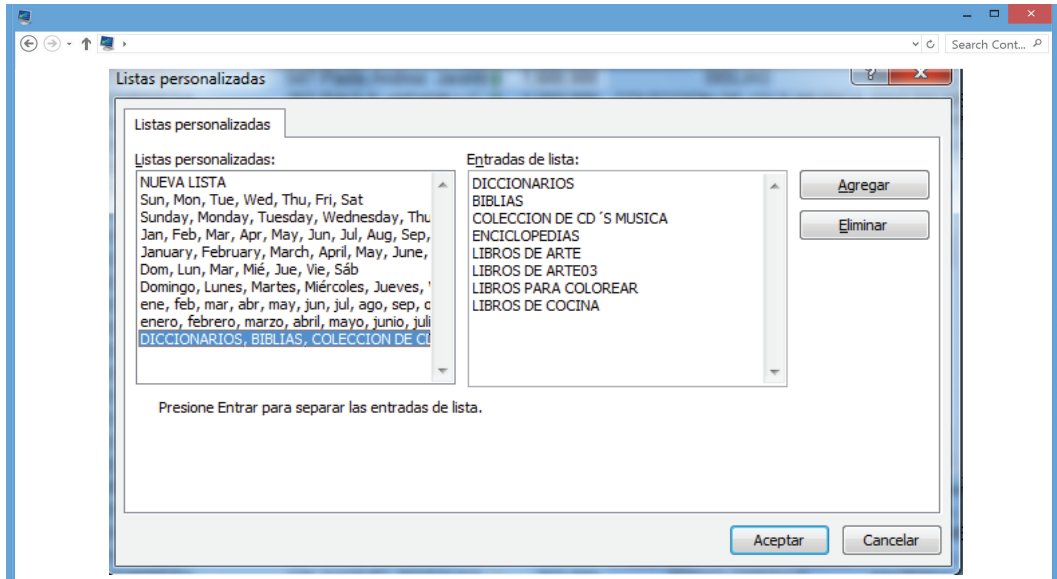 Search Cont...
Listas personalizadas
Listas personalizadas
Listas personalizadas:
NUEVA LISTA
Sun, Mon, Tue, Wed, Thu, Fri, Sat
Sunday, Monday, Tuesday, Wednesday, Thu
Jan, Feb, Mar, Apr, May, Jun, Jul, Aug, Sep,
January, February, March, April, May, June,
Dom, Lun, Mar, Mié, Jue, Vie, Sáb
Domingo, Lunes, Martes, Miércoles, Jueves,
ene, feb, mar, abr, may, jun, jul, ago, sep, o
enero, febrero, marzo, abril, mayo, junio, juli
DICCIONARIOS, BIBLIAS, COLECCION DE CD
Entradas de lista:
DICCIONARIOS
BIBLIAS
COLECCION DE CD ´S MUSICA
ENCICLOPEDIAS
LIBROS DE ARTE
LIBROS DE ARTE03
LIBROS PARA COLOREAR
LIBROS DE COCINA
Agregar
Eliminar
Presione Entrar para separar las entradas de lista.
Aceptar
Cancelar